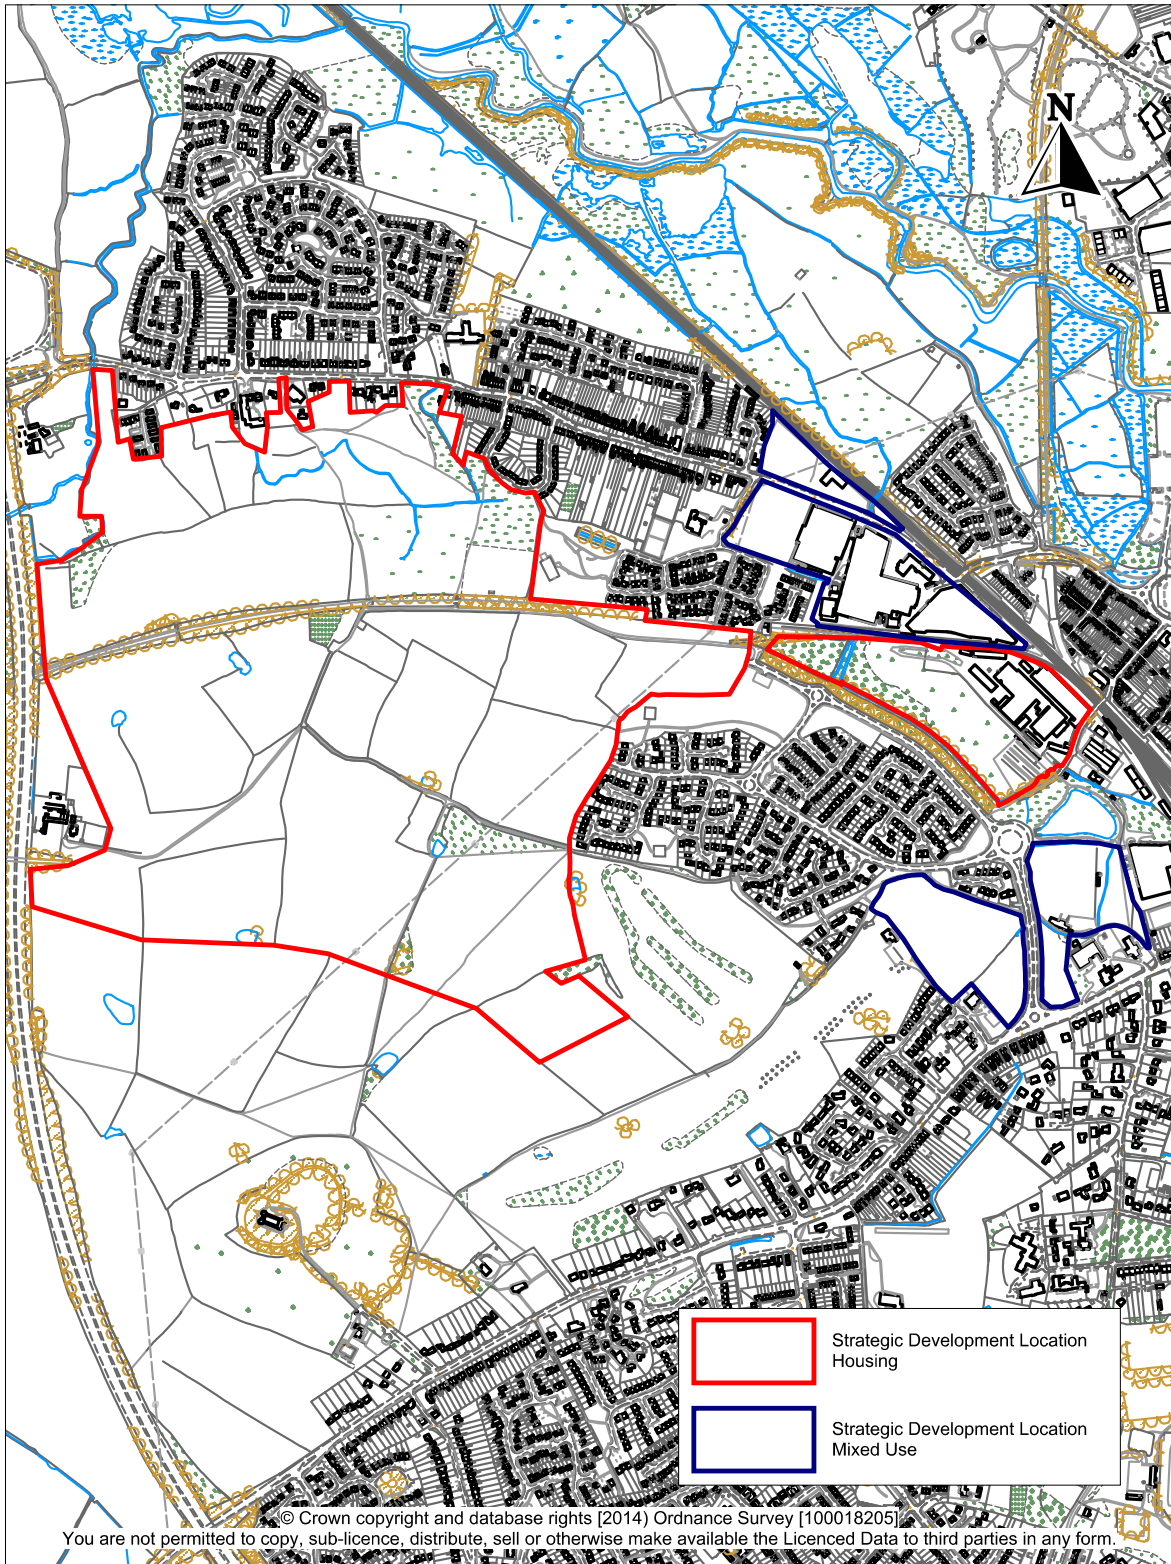 N
Strategic Development Location
Housing
Strategic Development Location
Mixed Use
© Crown copyright and database rights [2014) Ordnance Survey [100018205]
You are not permitted to copy, sub-licence, distribute, sell or otherwise make available the Licenced Data to third parties in any form.